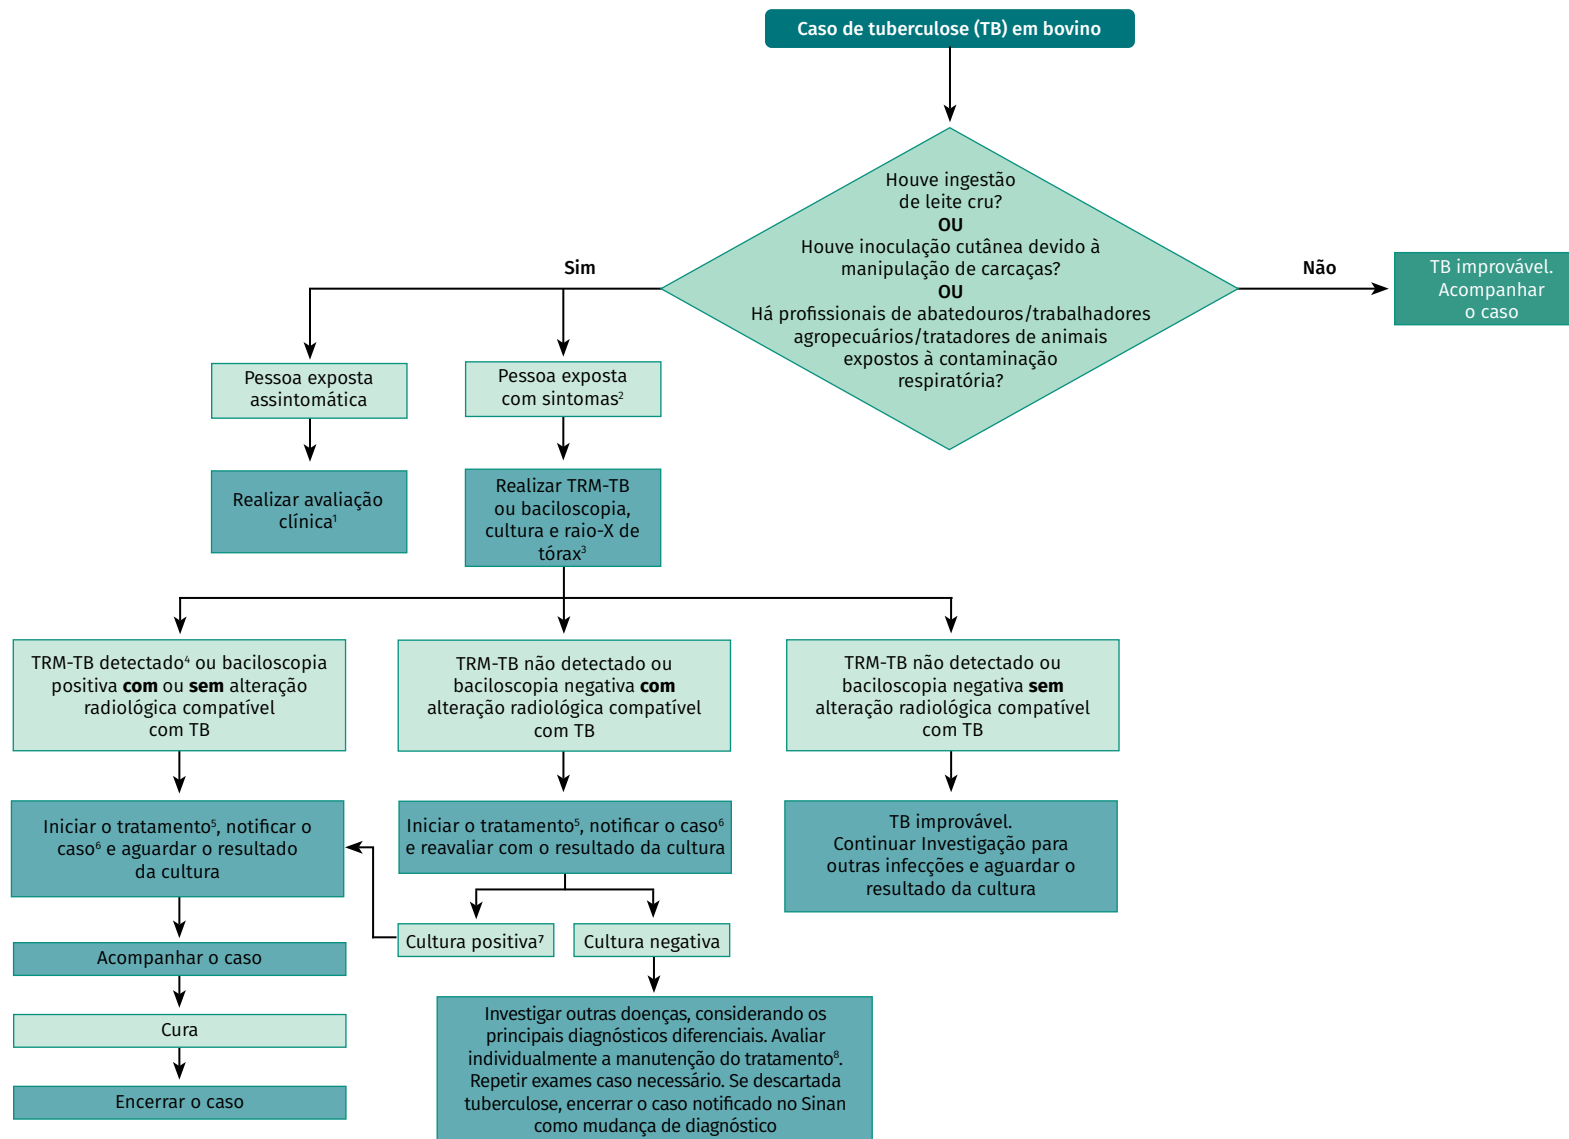 Caso de tuberculose (TB) em bovino
Houve ingestão
de leite cru?
OU
Houve inoculação cutânea devido à
manipulação de carcaças?
OU
Há profissionais de abatedouros/trabalhadores
agropecuários/tratadores de animais
expostos à contaminação
respiratória?
Sim
Não
TB improvável.
Acompanhar
o caso
Pessoa exposta
assintomática
Pessoa exposta
com sintomas²
Realizar avaliação
clínica¹
Realizar TRM-TB
ou baciloscopia,
cultura e raio-X de
tórax³
TRM-TB detectado⁴ ou baciloscopia
positiva com ou sem alteração
radiológica compatível
com TB
TRM-TB não detectado ou
baciloscopia negativa com
alteração radiológica compatível
com TB
TRM-TB não detectado ou
baciloscopia negativa sem
alteração radiológica compatível
com TB
Iniciar o tratamento⁵, notificar o
caso⁶ e aguardar o resultado
da cultura
Iniciar o tratamento⁵, notificar o caso⁶
e reavaliar com o resultado da cultura
TB improvável.
Continuar Investigação para
outras infecções e aguardar o
resultado da cultura
Cultura positiva⁷
Cultura negativa
Acompanhar o caso
Cura
Encerrar o caso
Investigar outras doenças, considerando os
principais diagnósticos diferenciais. Avaliar
individualmente a manutenção do tratamento⁸.
Repetir exames caso necessário. Se descartada
tuberculose, encerrar o caso notificado no Sinan
como mudança de diagnóstico